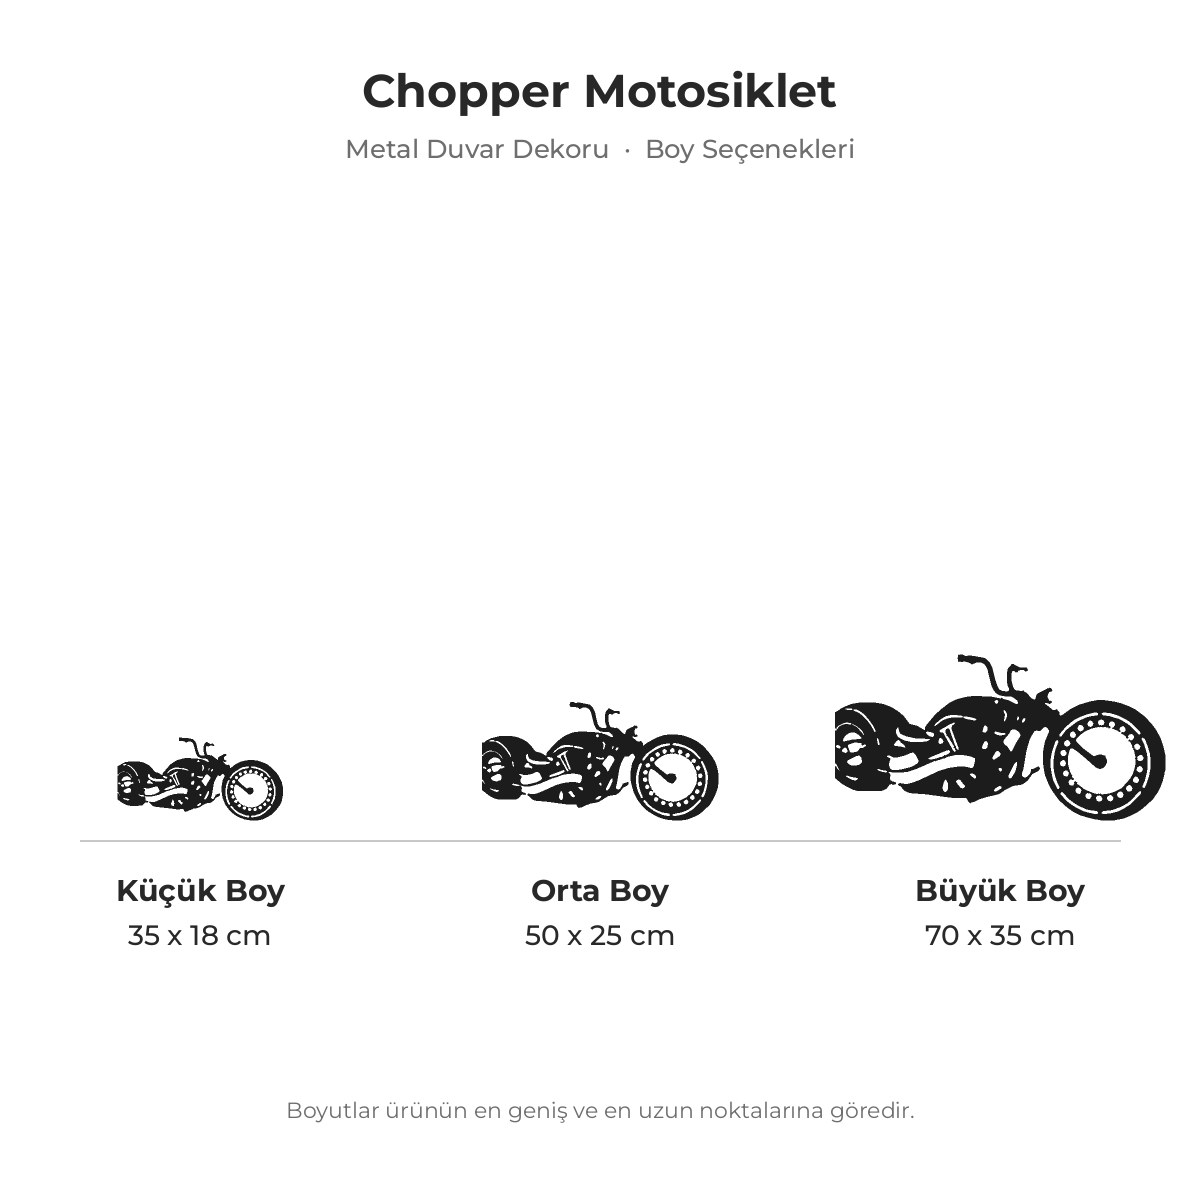 Chopper Motosiklet
Metal Duvar Dekoru · Boy Seçenekleri
Küçük Boy
35 x 18 cm
Orta Boy
50 x 25 cm
Büyük Boy
70 x 35 cm
Boyutlar ürünün en geniş ve en uzun noktalarına göredir.